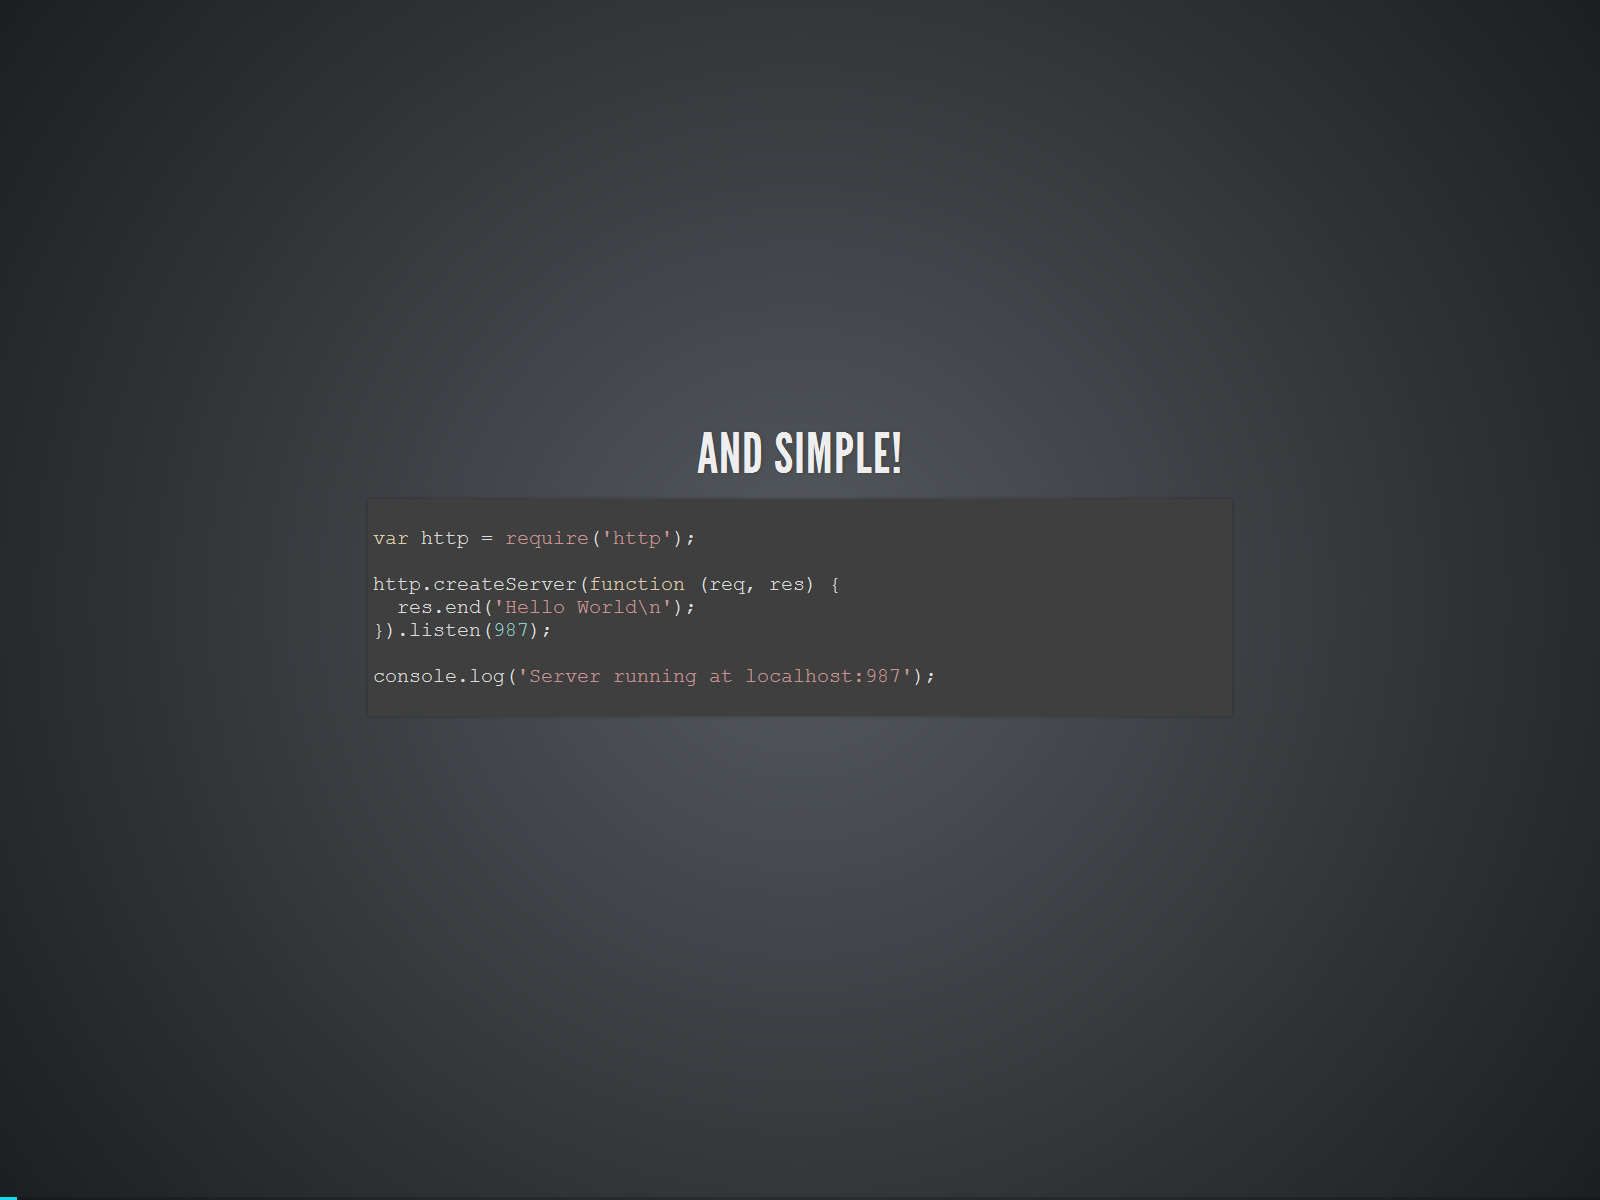 AND SIMPLE!
var http = require('http');
http.createServer(function (req, res) {
  res.end('Hello World\n');
}).listen(987);
console.log('Server running at localhost:987');